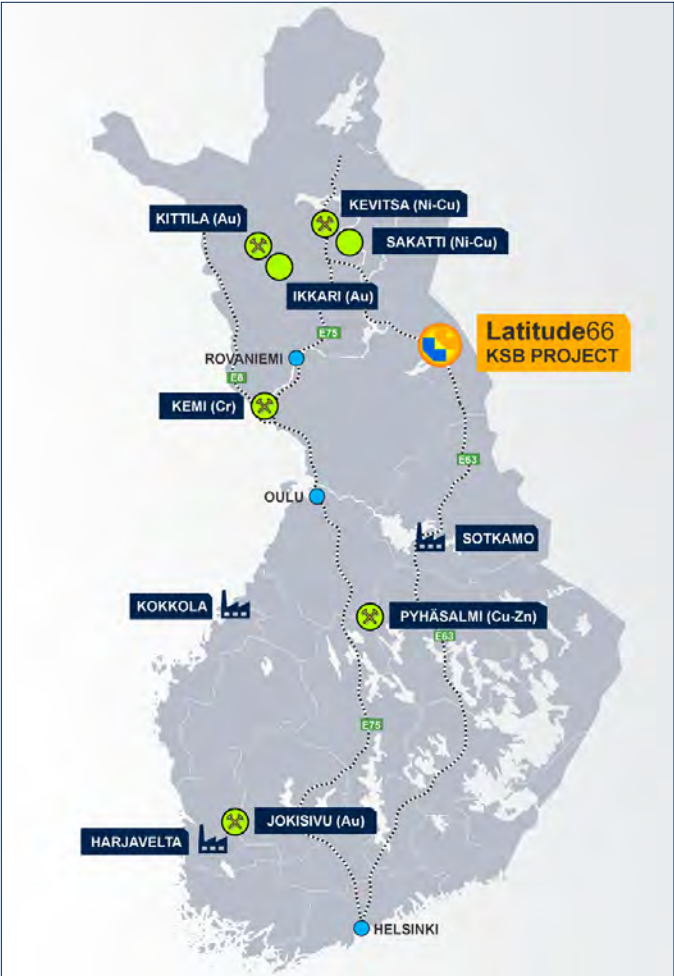 KEVITSA (Ni-Cu)
KITTILA (Au)
SAKATTI (Ni-Cu)
IKKARI (Au)
Latitude66
KSB PROJECT
E75
ROVANIEMI
E8
KEMI (Cr)
E63
OULU
SOTKAMO
KOKKOLA
PYHÄSALMI (Cu-Zn)
E63
E75
JOKISIVU (Au)
HARJAVELTA
HELSINKI